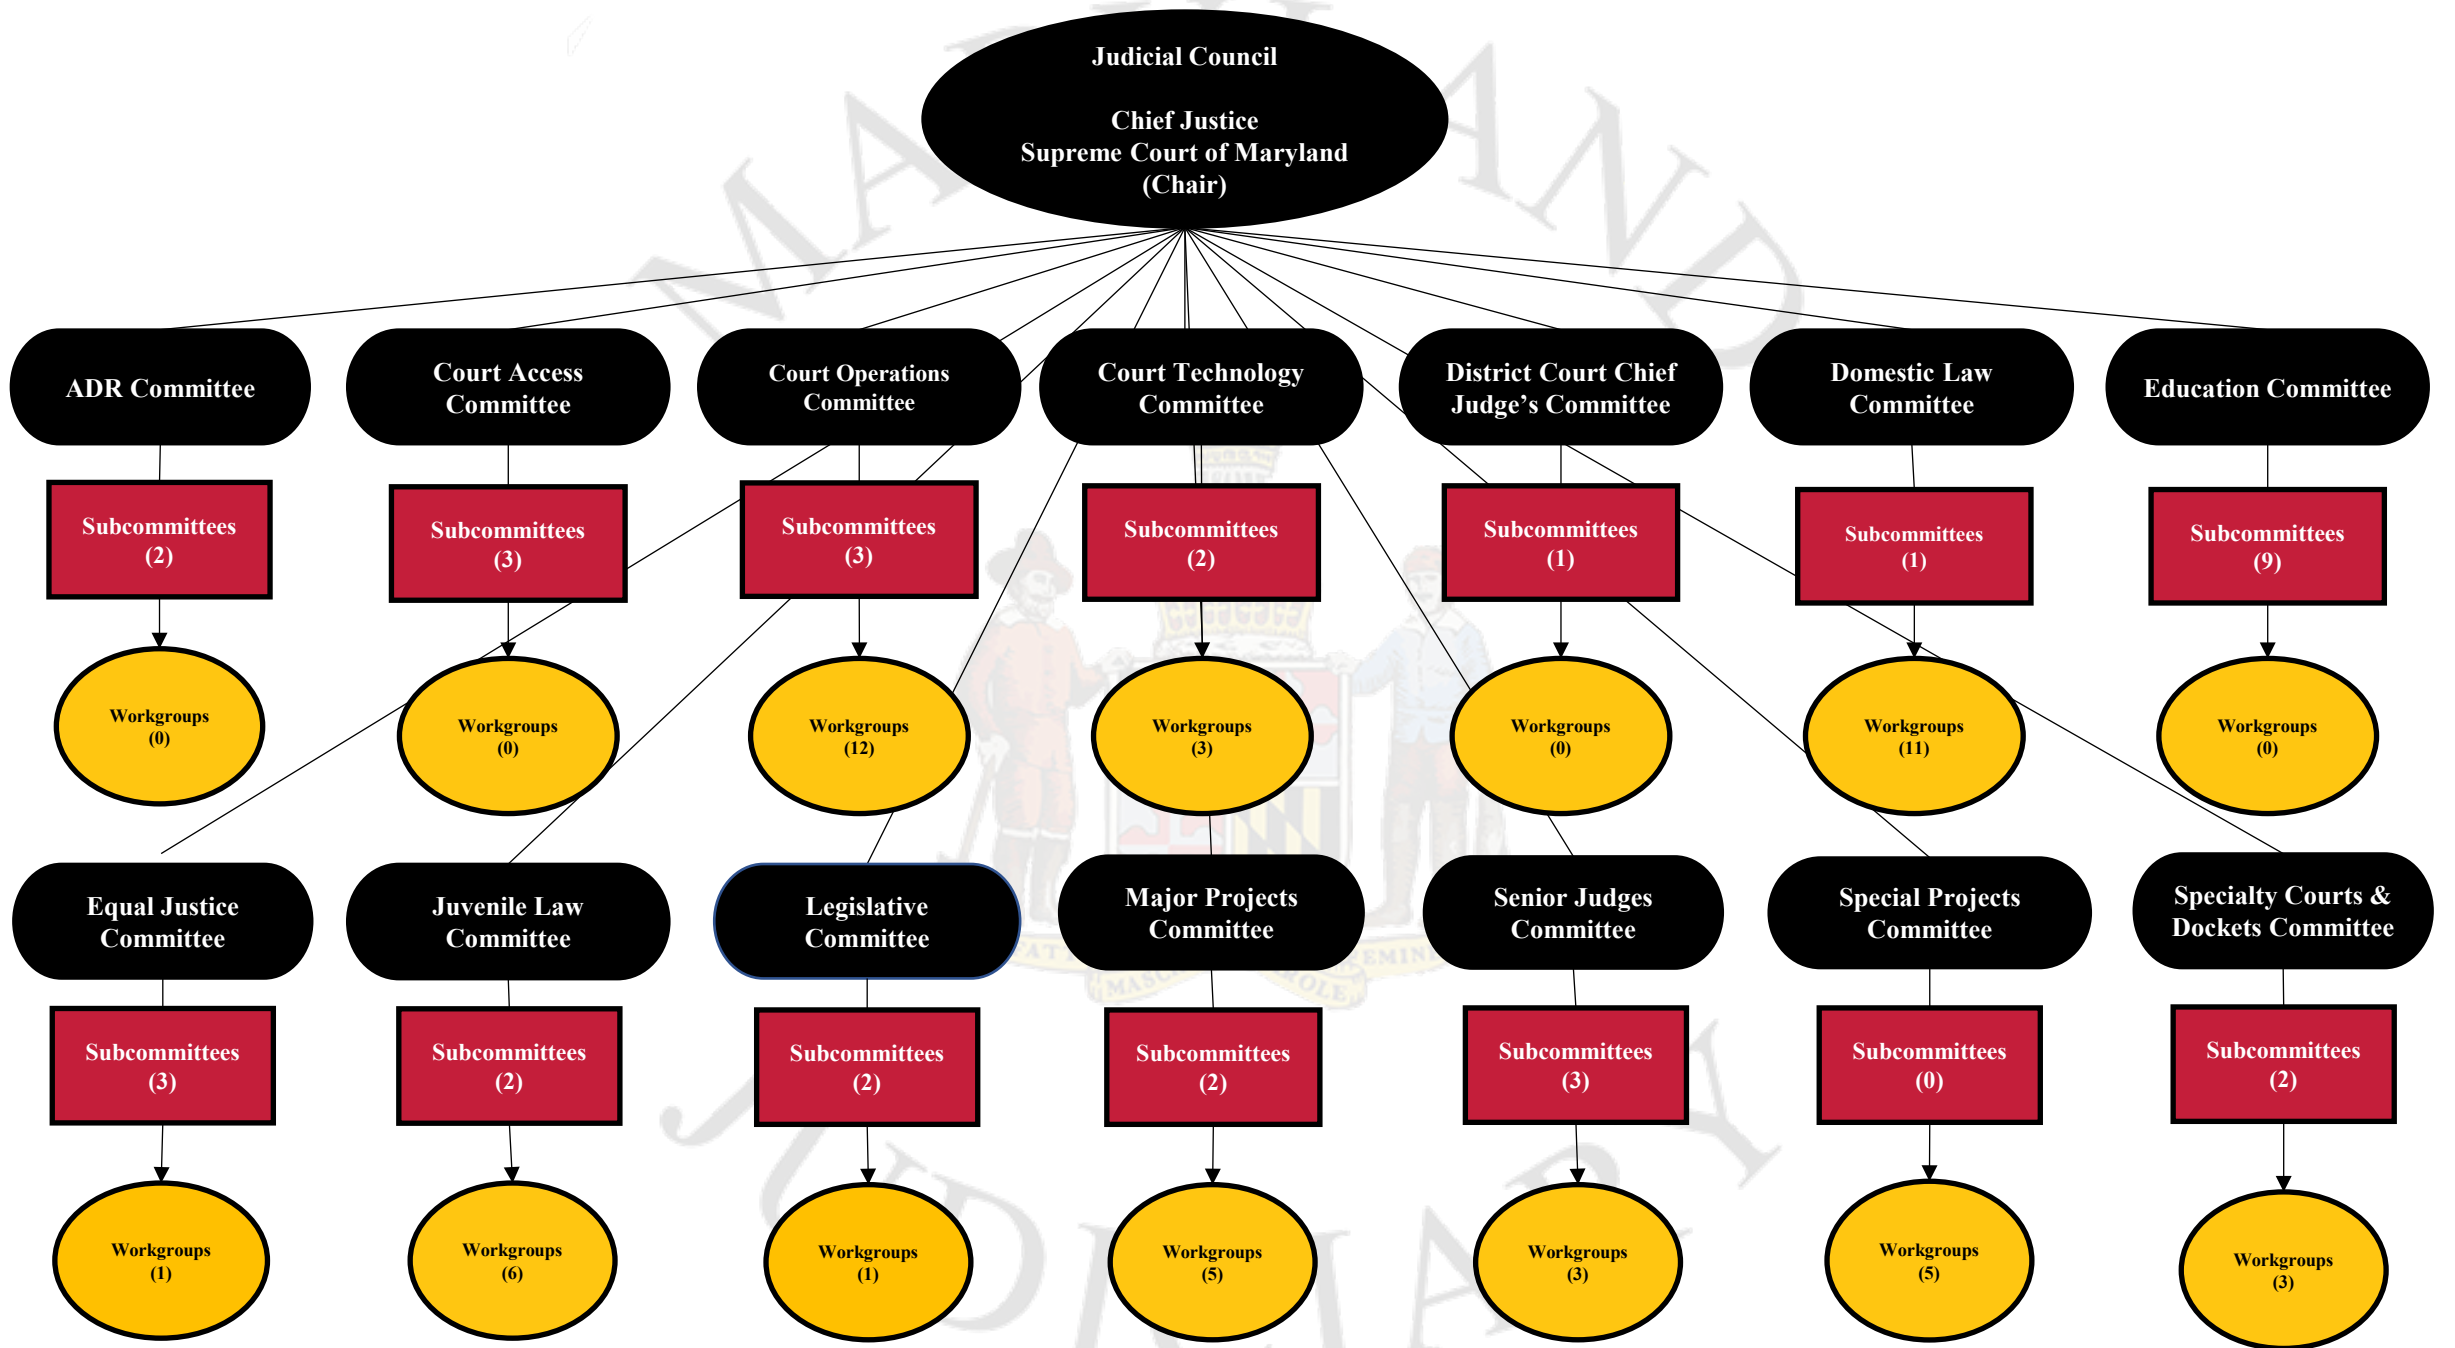 Judicial Council
Chief Justice
Supreme Court of Maryland
(Chair)
ADR Committee
Court Access
Committee
Court Operations
Committee
Court Technology
Committee
District Court Chief
Judge’s Committee
Domestic Law
Committee
Education Committee
Subcommittees
(2)
Subcommittees
(3)
Subcommittees
(3)
Subcommittees
(2)
Subcommittees
(1)
Subcommittees
(1)
Subcommittees
(9)
Workgroups
(0)
Workgroups
(0)
Workgroups
(12)
Workgroups
(3)
Workgroups
(0)
Workgroups
(11)
Workgroups
(0)
Equal Justice
Committee
Juvenile Law
Committee
Legislative
Committee
Major Projects
Committee
Senior Judges
Committee
Special Projects
Committee
Specialty Courts &
Dockets Committee
Subcommittees
(3)
Subcommittees
(2)
Subcommittees
(2)
Subcommittees
(2)
Subcommittees
(3)
Subcommittees
(0)
Subcommittees
(2)
Workgroups
(1)
Workgroups
(6)
Workgroups
(1)
Workgroups
(5)
Workgroups
(3)
Workgroups
(5)
Workgroups
(3)
MARYLAND
JUDICIARY